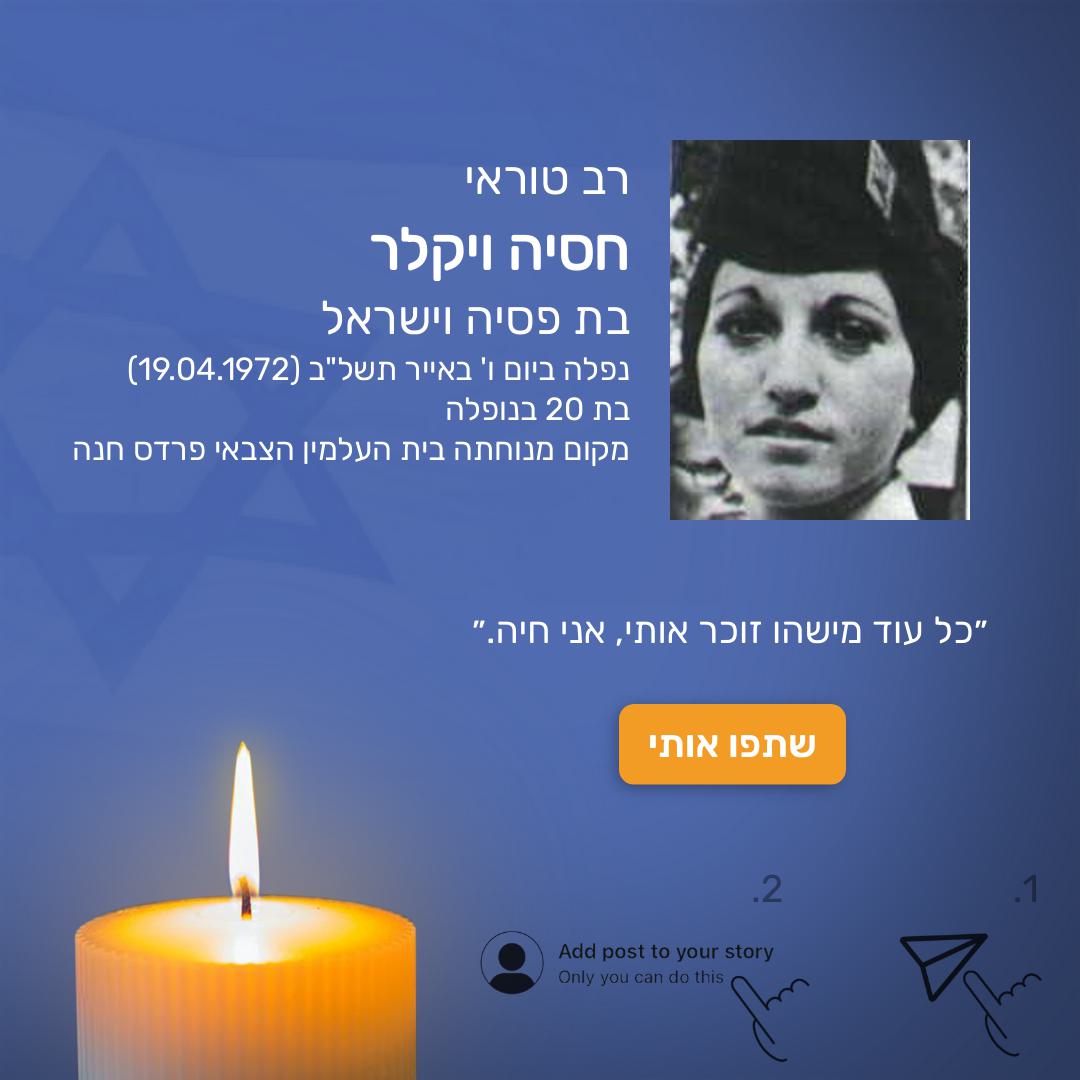 רב טוראי
חסיה ויקלר
בת פסיה וישראל
נפלה ביום ו' באייר תשל"ב (19.04.1972)
בת 20 בנופלה
מקום מנוחתה בית העלמין הצבאי פרדס חנה
״כל עוד מישהו זוכר אותי, אני חיה.״
שתפו אותי
1.
2.
Add post to your story
Only you can do this